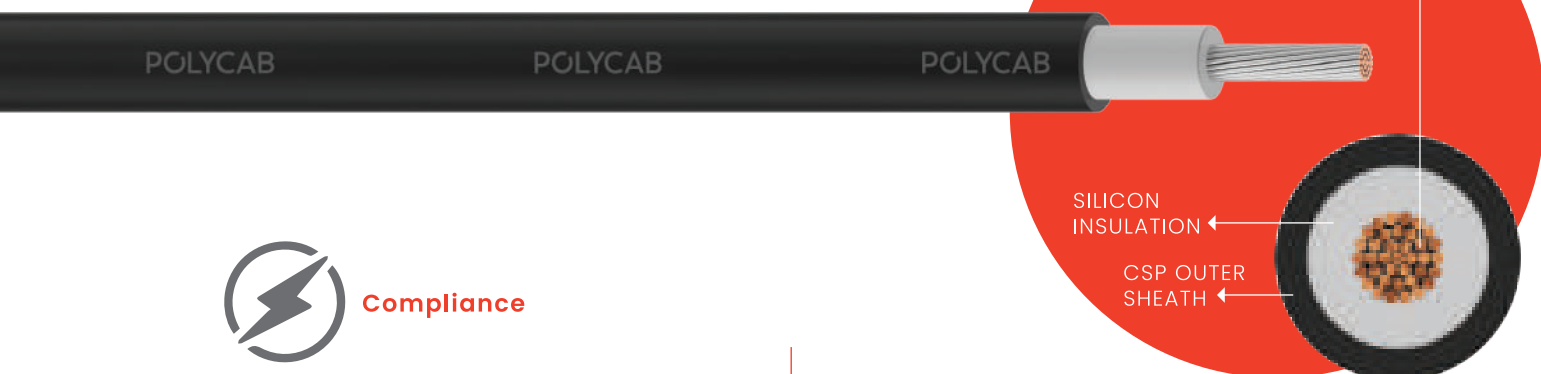 POLYCAB POLYCAB POLYCAB
SILICON
INSULATION
CSP OUTER
SHEATH
Compliance